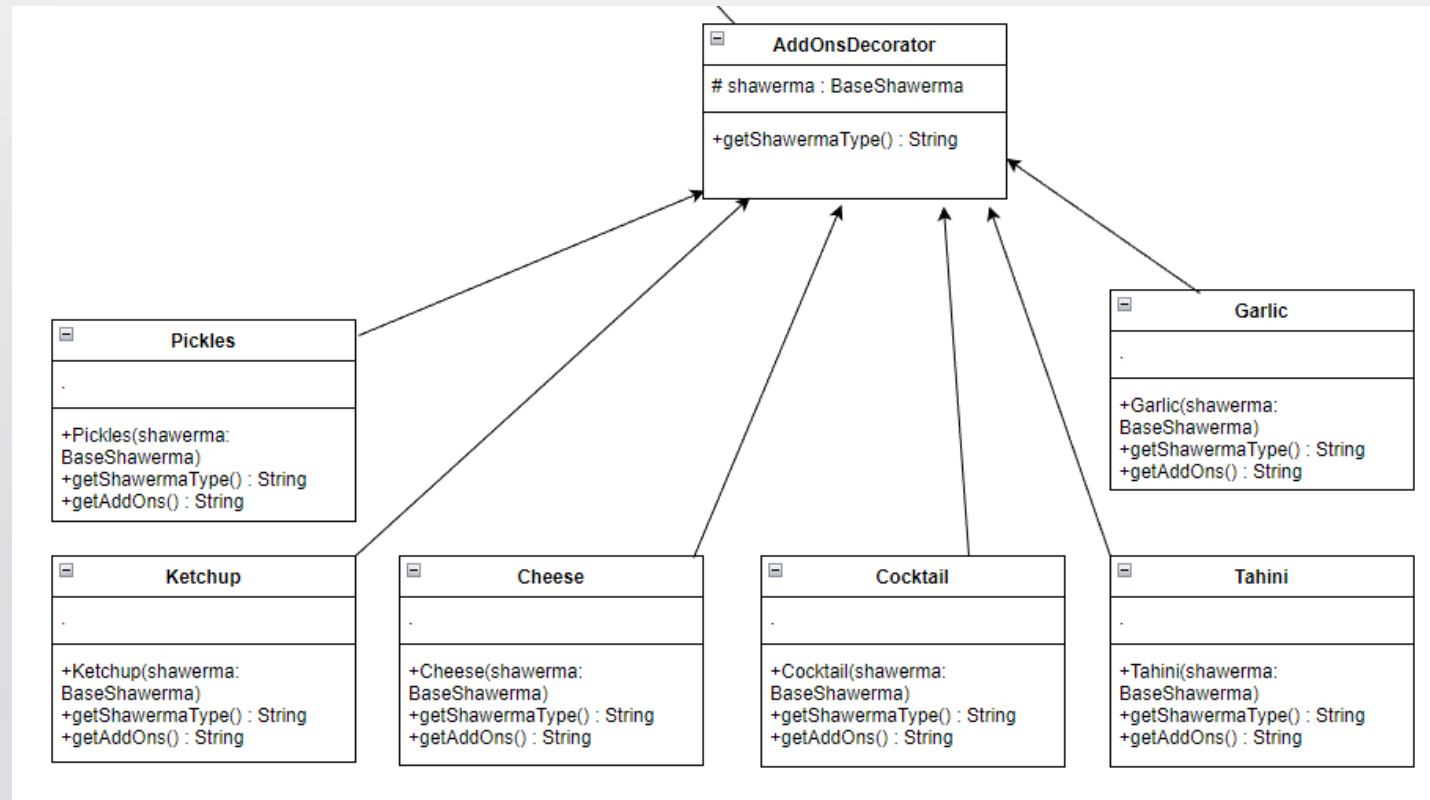 AddOnsDecorator
# shawerma : BaseShawerma
+getShawermaType() : String
Pickles
.
+Pickles(shawerma:
BaseShawerma)
+getShawermaType() : String
+getAddOns() : String
Garlic
.
+Garlic(shawerma:
BaseShawerma)
+getShawermaType() : String
+getAddOns() : String
Ketchup
.
+Ketchup(shawerma:
BaseShawerma)
+getShawermaType() : String
+getAddOns() : String
Cheese
.
+Cheese(shawerma:
BaseShawerma)
+getShawermaType() : String
+getAddOns() : String
Cocktail
.
+Cocktail(shawerma:
BaseShawerma)
+getShawermaType() : String
+getAddOns() : String
Tahini
.
+Tahini(shawerma:
BaseShawerma)
+getShawermaType() : String
+getAddOns() : String